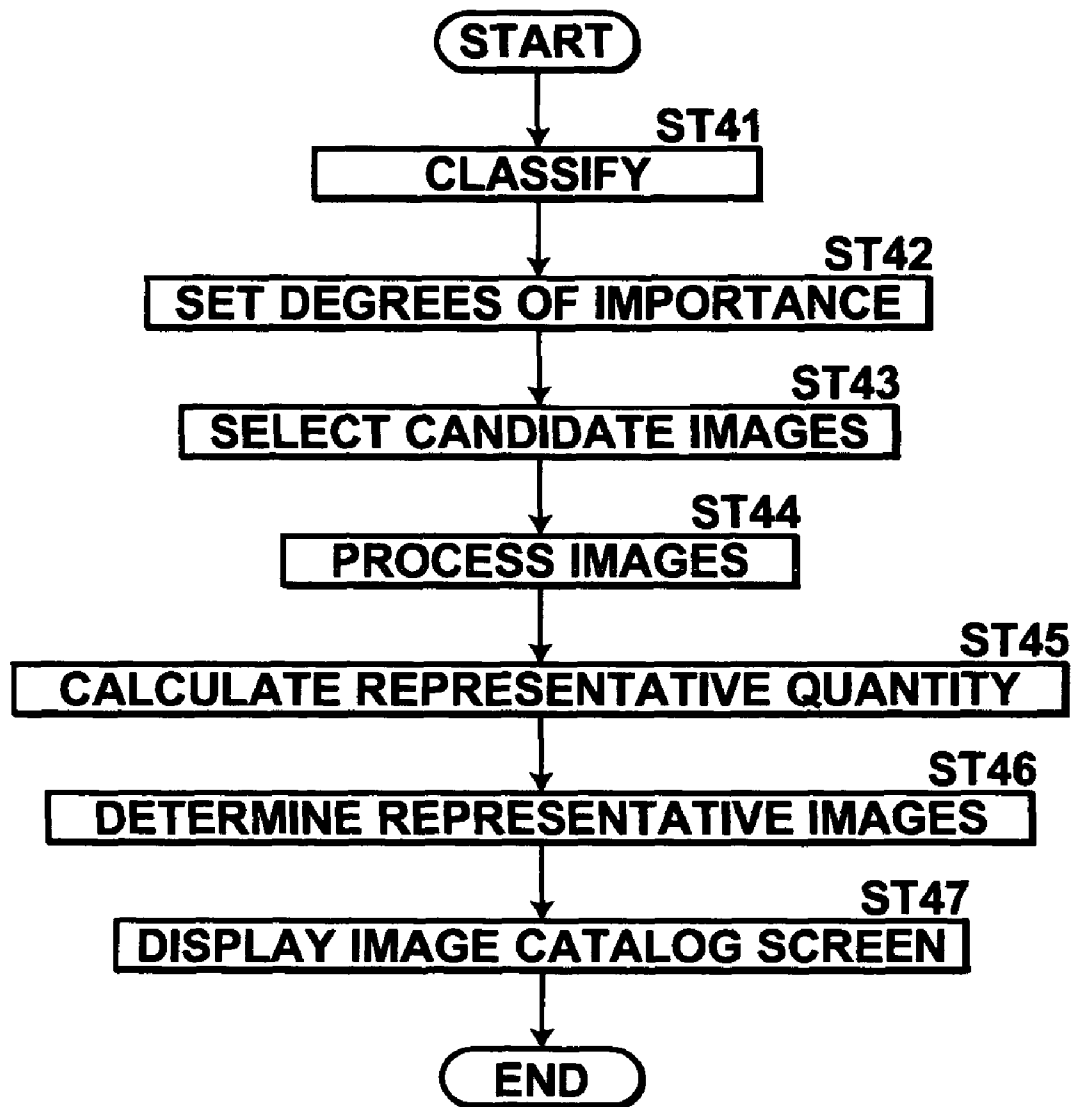 START
ST41
CLASSIFY
ST42
SET DEGREES OF IMPORTANCE
ST43
SELECT CANDIDATE IMAGES
ST44
PROCESS IMAGES
ST45
CALCULATE REPRESENTATIVE QUANTITY
ST46
DETERMINE REPRESENTATIVE IMAGES
ST47
DISPLAY IMAGE CATALOG SCREEN
END